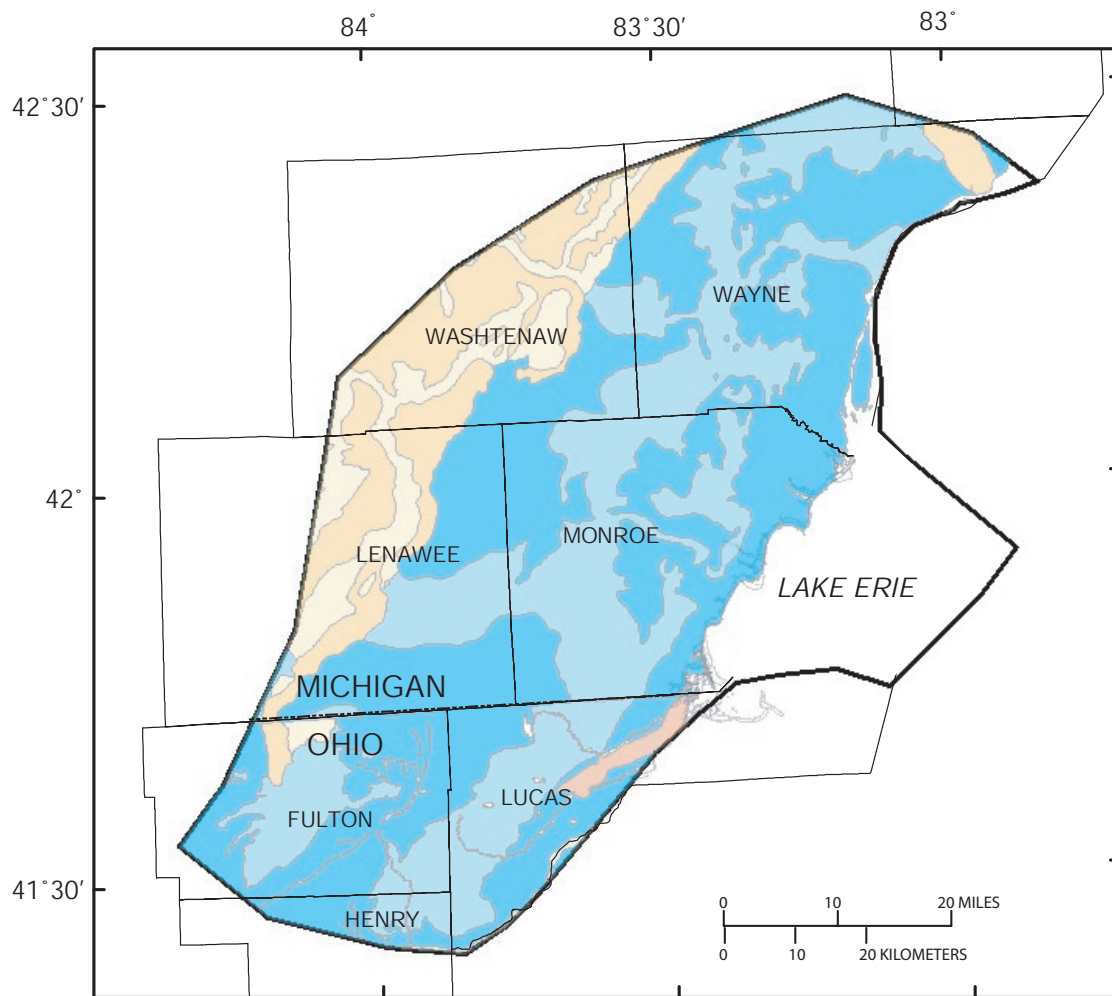 84˚
83˚30′
83˚
42˚30′
WAYNE
WASHTENAW
42˚
MONROE
LENAWEE
LAKE ERIE
MICHIGAN
OHIO
LUCAS
FULTON
41˚30′
HENRY
0 10 20 MILES
0 10 20 KILOMETERS